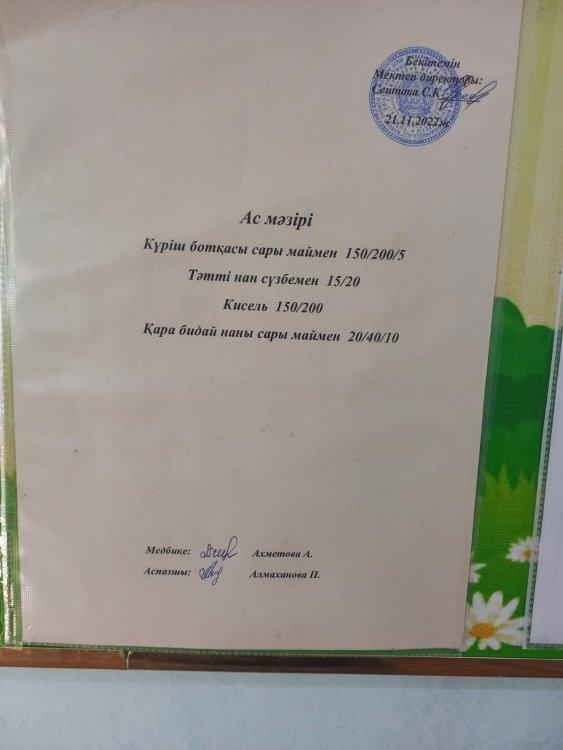 Бекітемін
Мектеп директоры:
Сеитова С.К
21.11.2022ж.
Ас мәзірі
Күріш ботқасы сары маймен 150/200/5
Тәтті нан сүзбемен 15/20
Кисель 150/200
Қара бидай наны сары маймен 20/40/10
Медбике: Ахметова А.
Аспазшы: Алмаханова П.